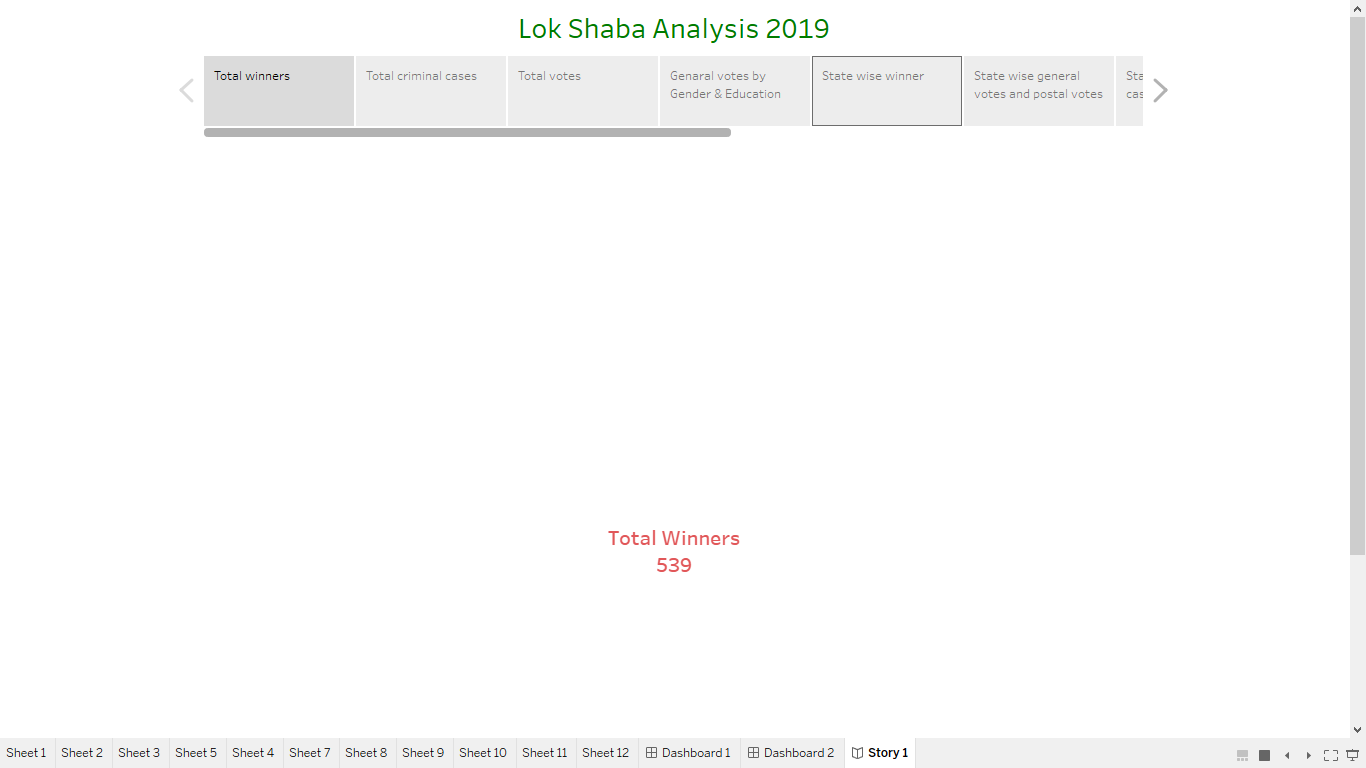 Lok Shaba Analysis 2019
Total winners
Total criminal cases
Total votes
Genaral votes by
Gender & Education
State wise winner
State wise general
votes and postal votes
Total Winners
539
Sheet 1
Sheet 2
Sheet 3
Sheet 5
Sheet 4
Sheet 7
Sheet 8
Sheet 9
Sheet 10
Sheet 11
Sheet 12
Dashboard 1
Dashboard 2
Story 1